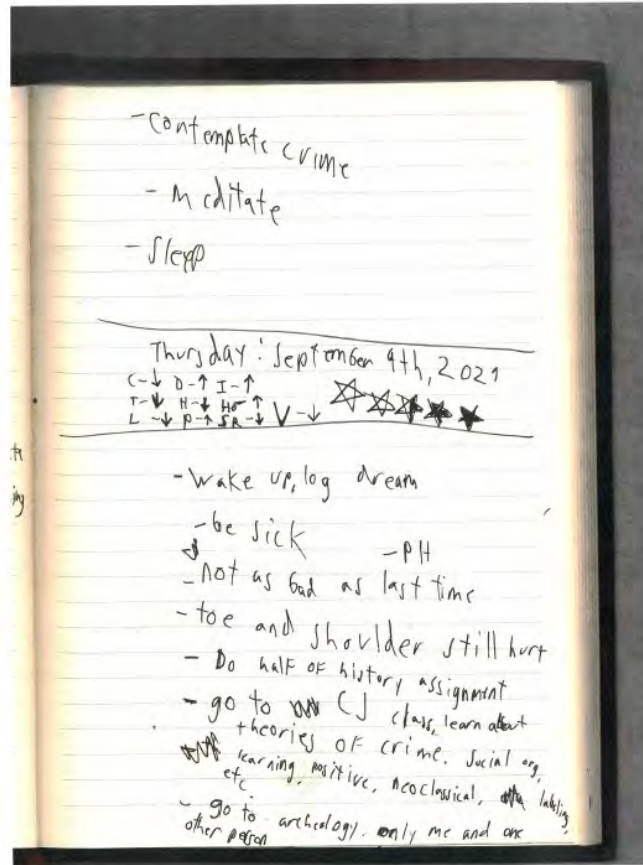 - Contemplate crime
- Meditate
- Sleep
Thursday: September 9th, 2021
C-↓ D-↑ I-↑
T-↓ H-↓ Ho-↑
L-↓ P-↑ SR-↓ V-↓
- Wake up, log dream
- be sick - PH
- not as bad as last time
- toe and shoulder still hurt
- Do half of history assignment
- go to CJ class, learn about
theories of crime. Social org,
learning, positive, neoclassical, labeling,
etc.
- go to archeology. only me and one
other person